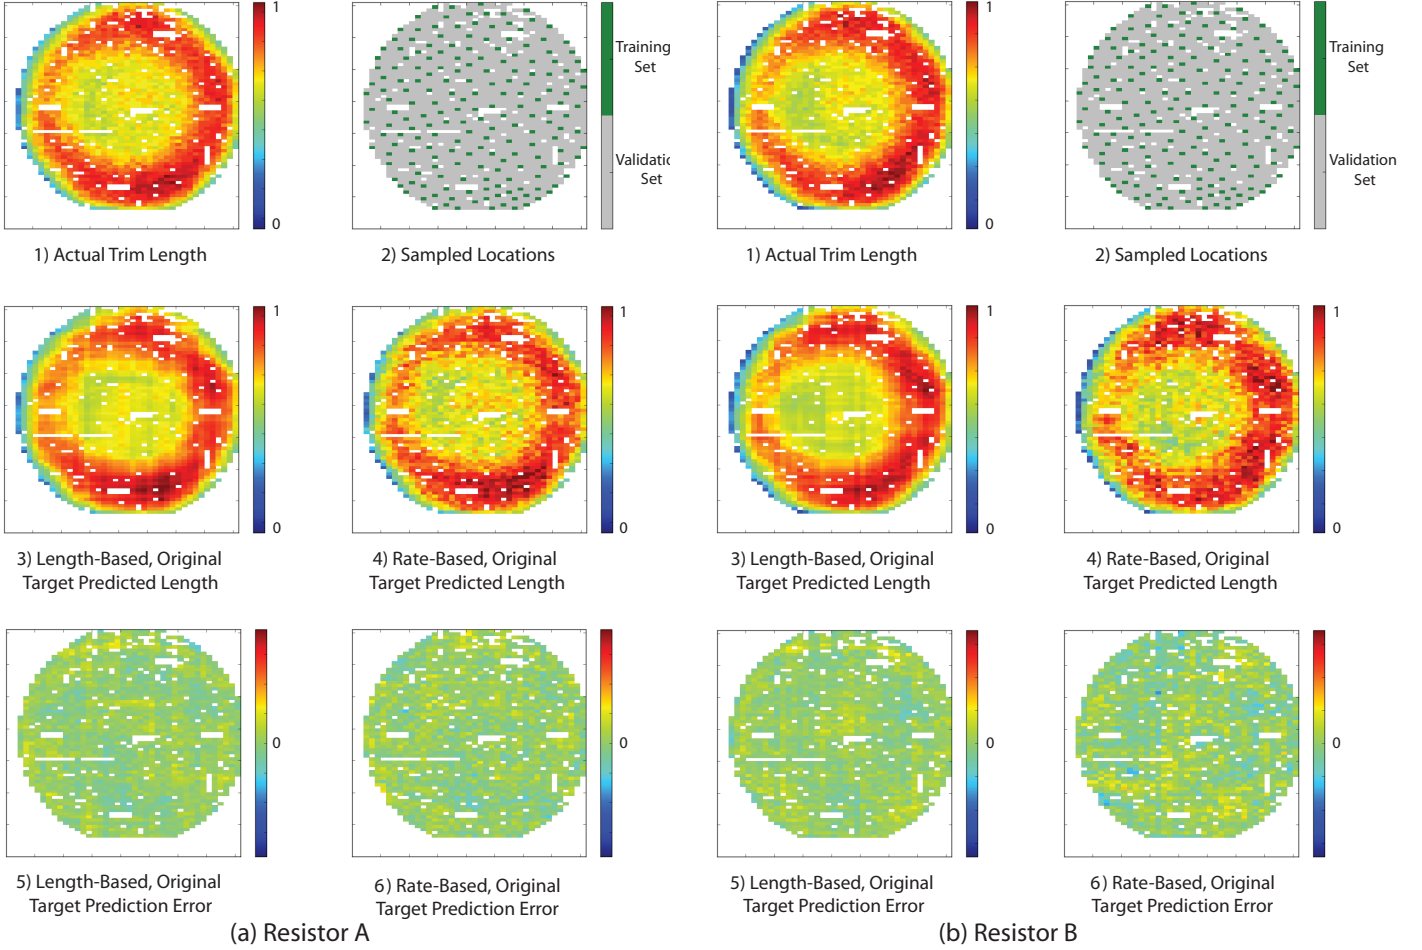 1
0
Training
Set
Validatic
Set
1) Actual Trim Length
2) Sampled Locations
1
0
Training
Set
Validation
Set
1) Actual Trim Length
2) Sampled Locations
1
0
1
0
3) Length-Based, Original
Target Predicted Length
4) Rate-Based, Original
Target Predicted Length
1
0
1
0
3) Length-Based, Original
Target Predicted Length
4) Rate-Based, Original
Target Predicted Length
0
0
5) Length-Based, Original
Target Prediction Error
6) Rate-Based, Original
Target Prediction Error
(a) Resistor A
0
0
5) Length-Based, Original
Target Prediction Error
6) Rate-Based, Original
Target Prediction Error
(b) Resistor B